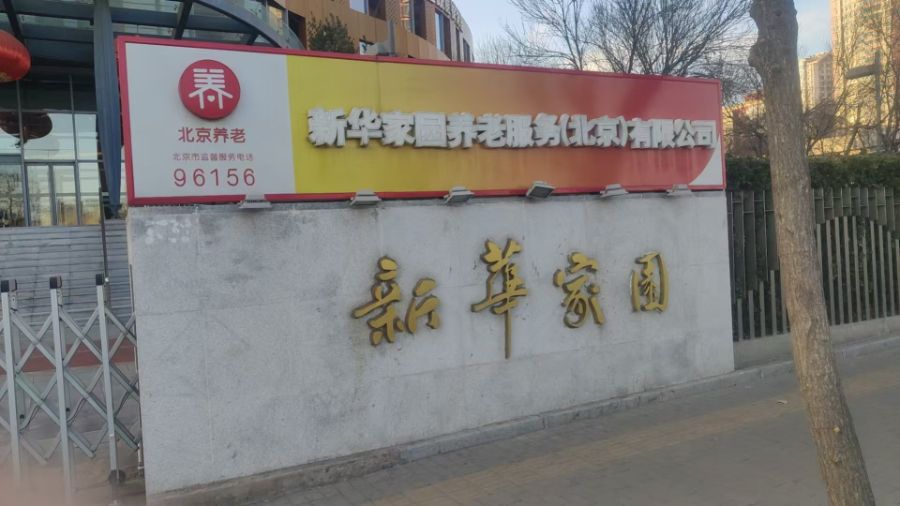 养
北京养老
北京市监督服务电话
96156
新华家园养老服务(北京)有限公司
新華家園